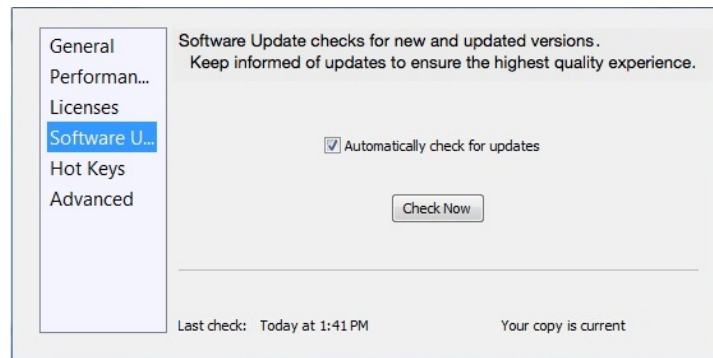 General
Performan...
Licenses
Software U...
Hot Keys
Advanced
Software Update checks for new and updated versions.
Keep informed of updates to ensure the highest quality experience.
Automatically check for updates
Check Now
Last check: Today at 1:41 PM
Your copy is current